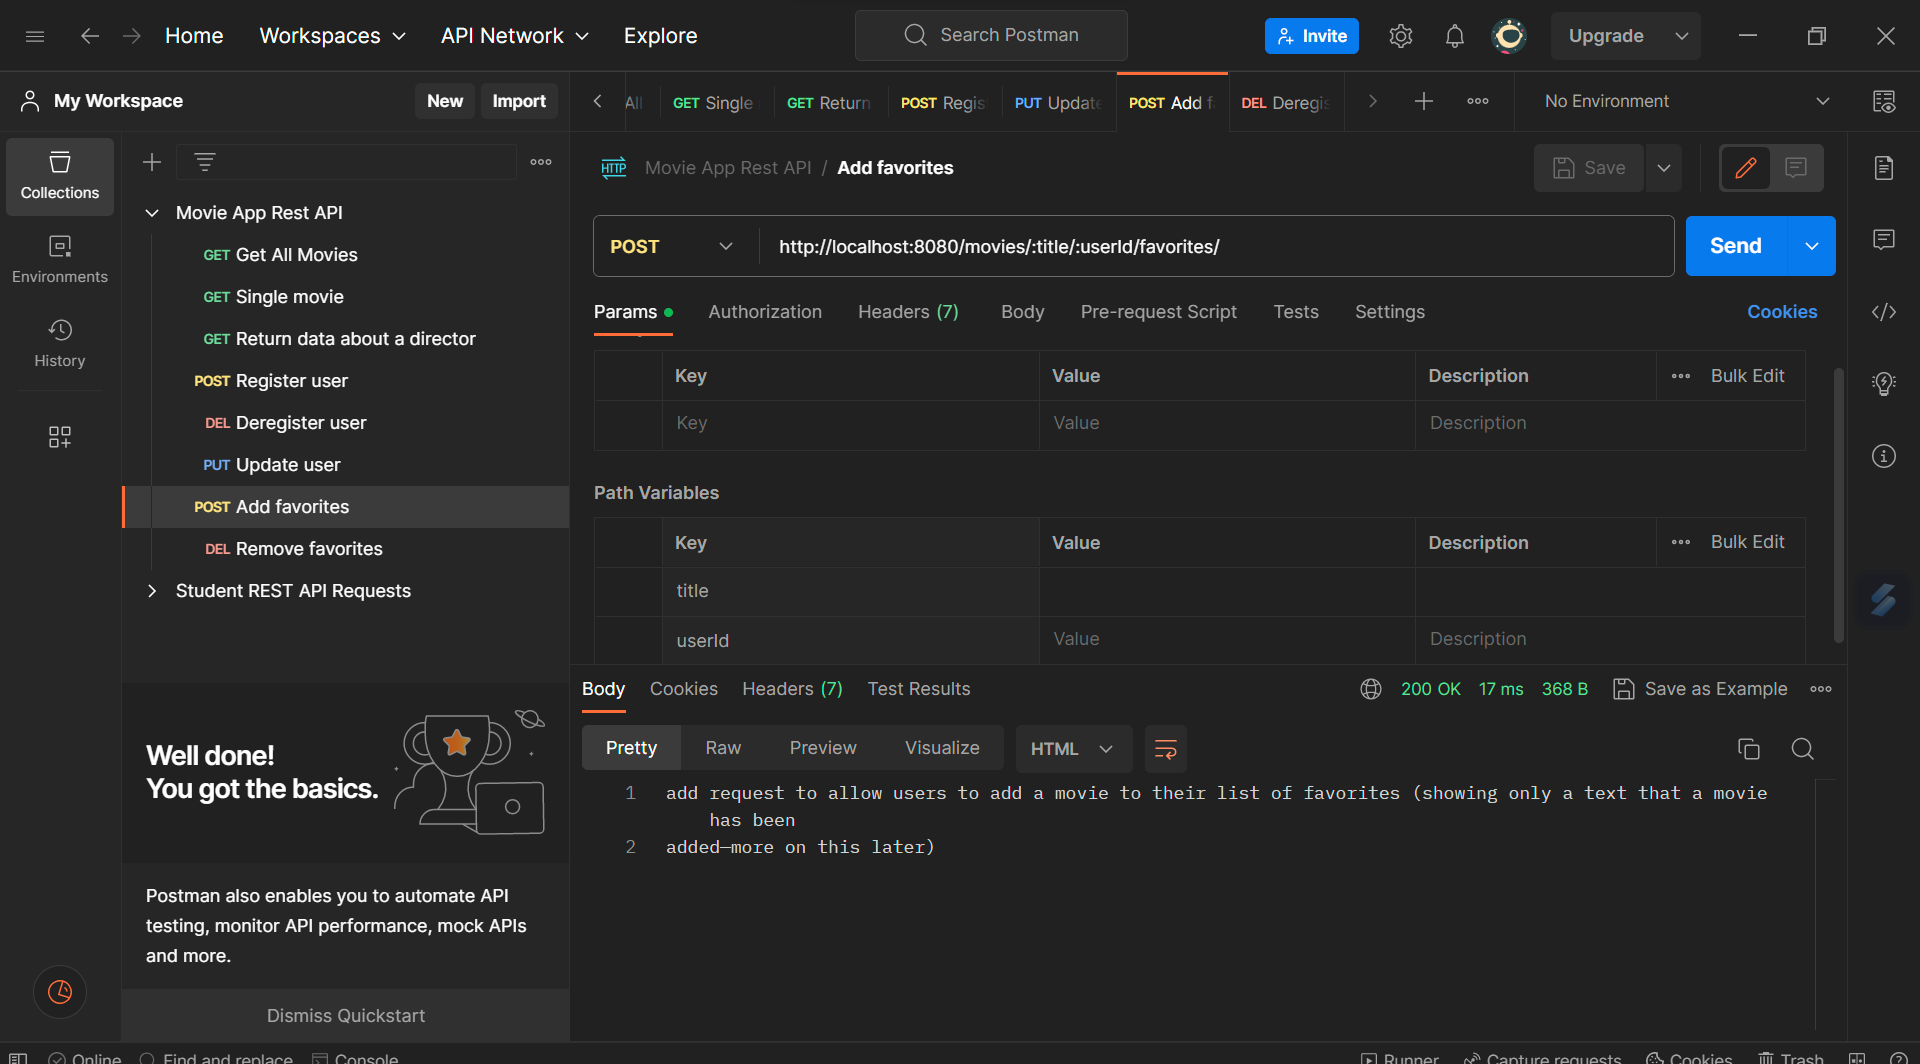 Home Workspaces API Network Explore Search Postman Invite Upgrade
My Workspace New Import All GET Single GET Return POST Regis PUT Update POST Add f DEL Deregis No Environment
Collections
Environments
History
Movie App Rest API
GET Get All Movies
GET Single movie
GET Return data about a director
POST Register user
DEL Deregister user
PUT Update user
POST Add favorites
DEL Remove favorites
Student REST API Requests
Well done!
You got the basics.
Postman also enables you to automate API
testing, monitor API performance, mock APIs
and more.
Dismiss Quickstart
HTTP Movie App Rest API / Add favorites Save
POST http://localhost:8080/movies/:title/:userId/favorites/ Send
Params Authorization Headers (7) Body Pre-request Script Tests Settings Cookies
Key Value Description Bulk Edit
Key Value Description
Path Variables
Key Value Description Bulk Edit
title
userId Value Description
Body Cookies Headers (7) Test Results 200 OK 17 ms 368 B Save as Example
Pretty Raw Preview Visualize HTML
1 add request to allow users to add a movie to their list of favorites (showing only a text that a movie
has been
2 added—more on this later)
Online Find and replace Console Runner Capture requests Cookies Trash